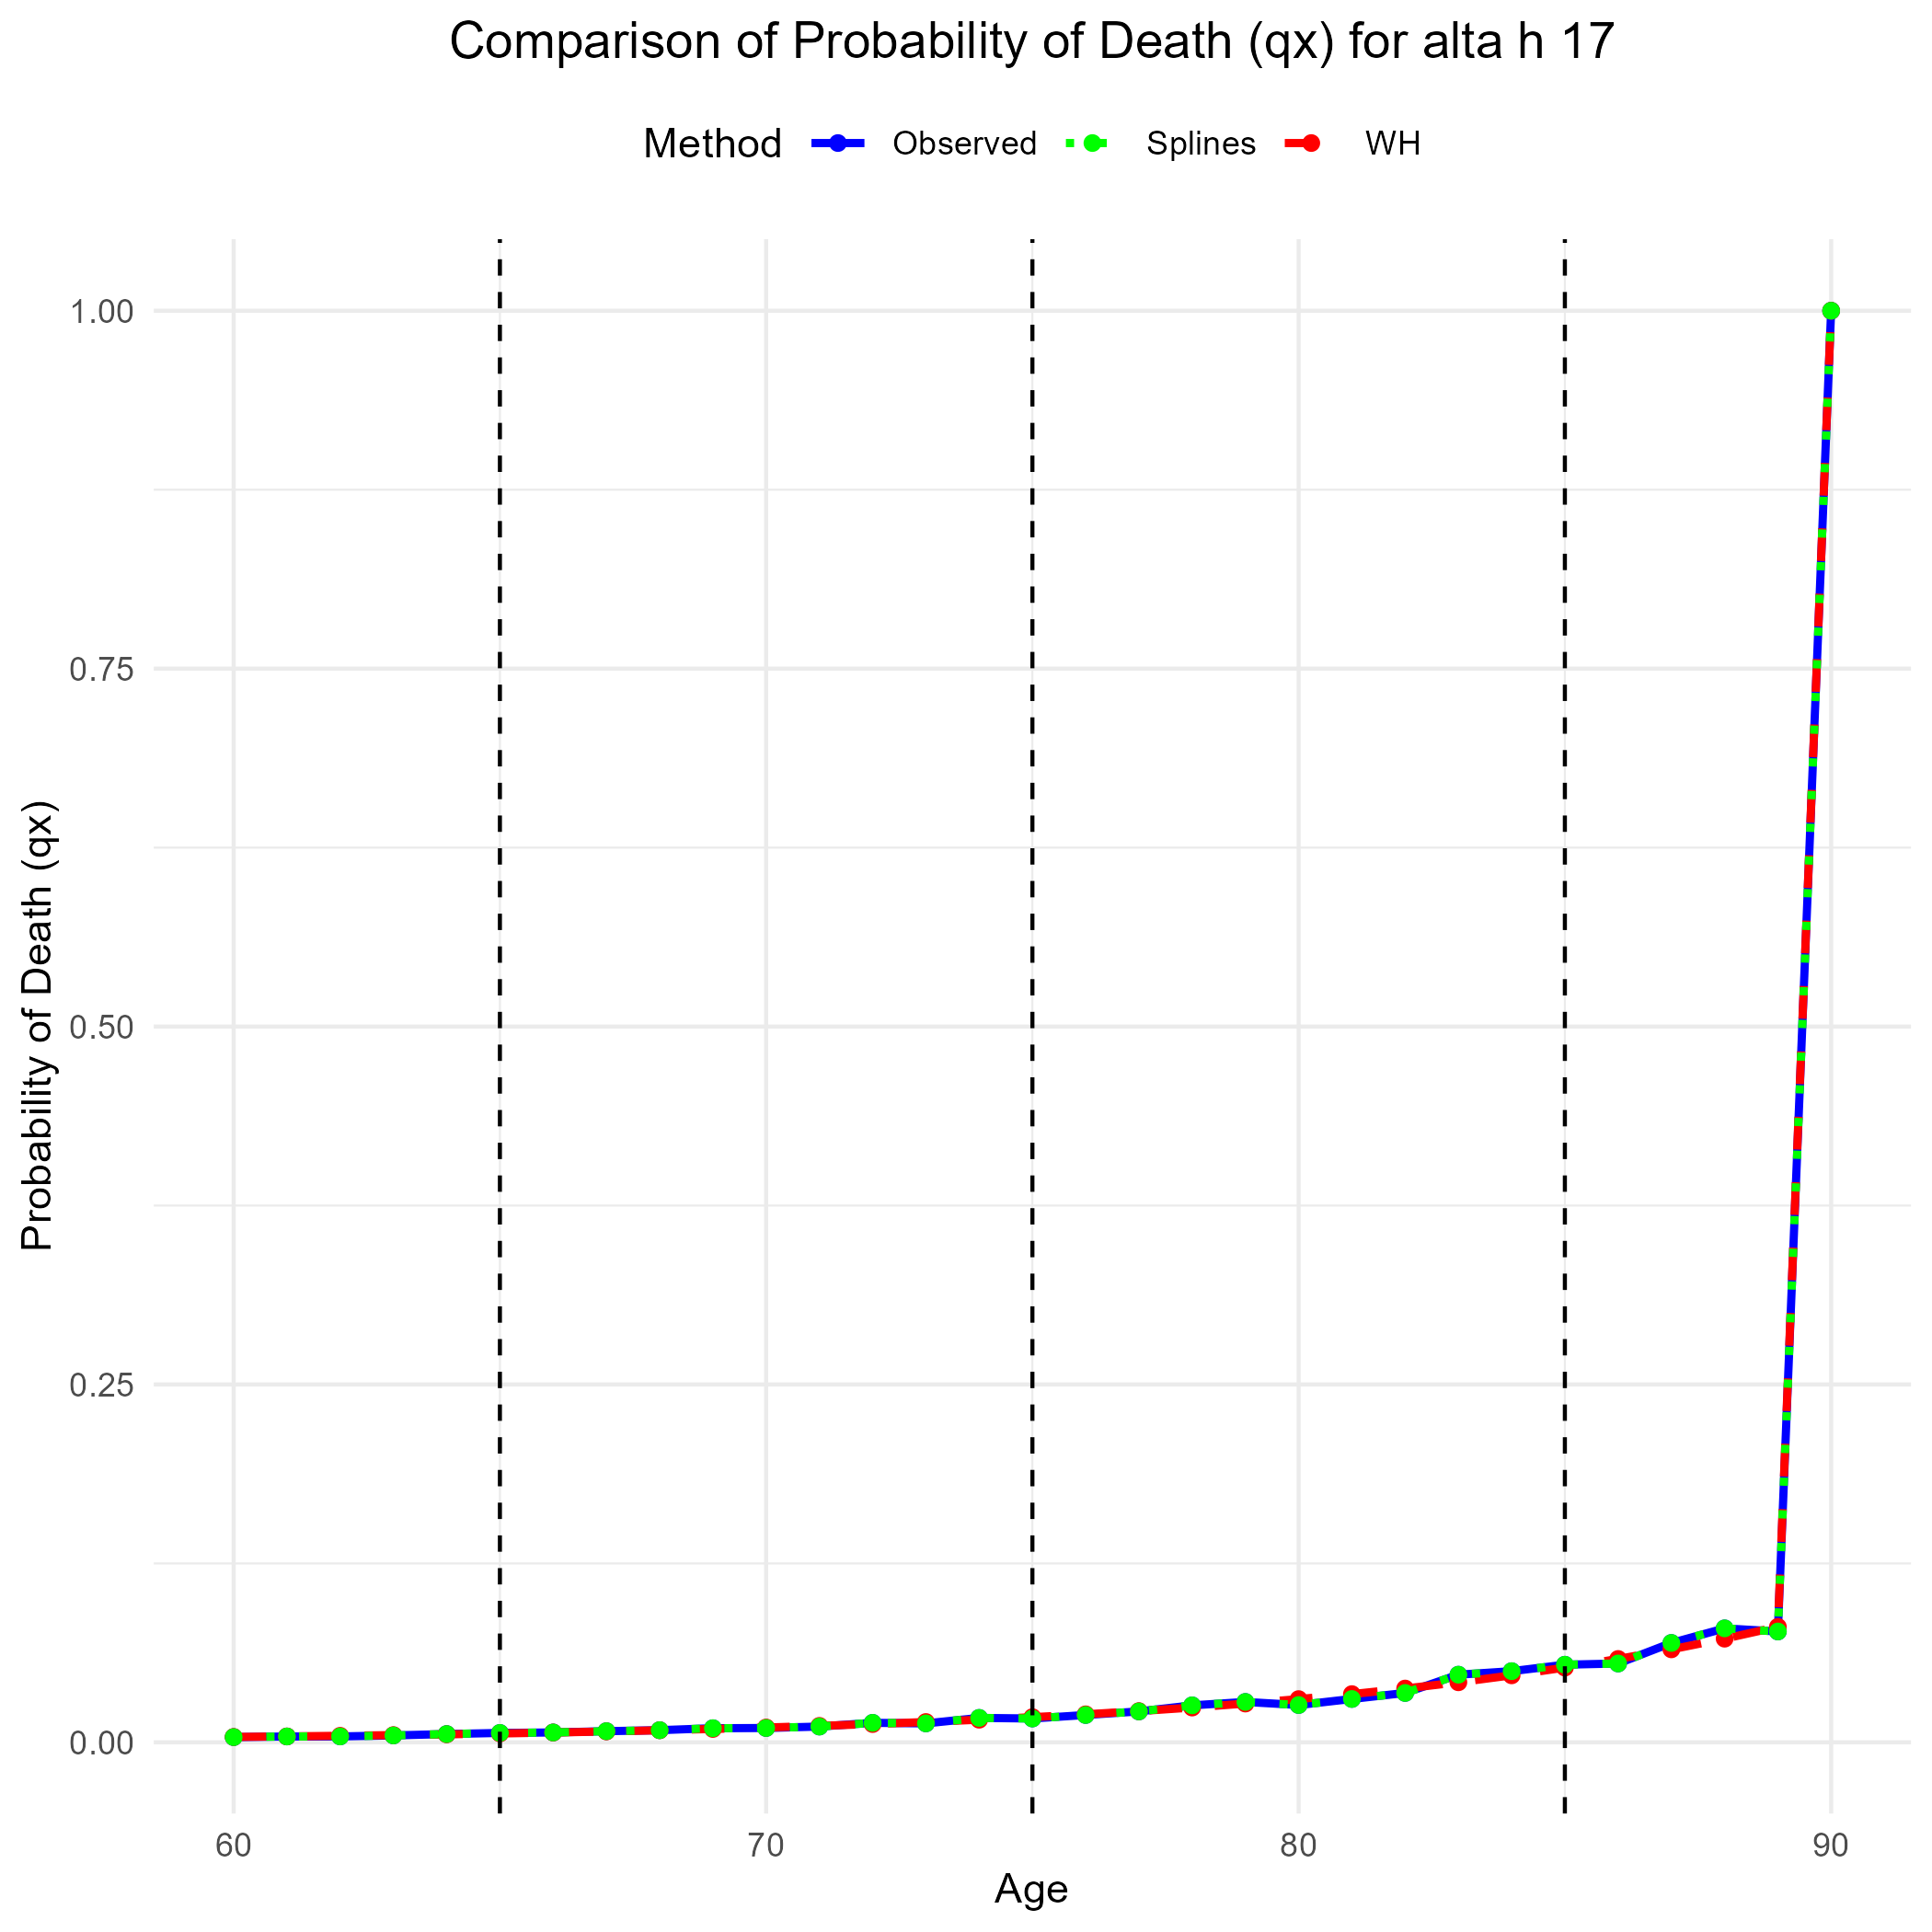 Comparison of Probability of Death (qx) for alta h 17
Method Observed Splines WH
Probability of Death (qx)
1.00
0.75
0.50
0.25
0.00
60 70 80 90
Age